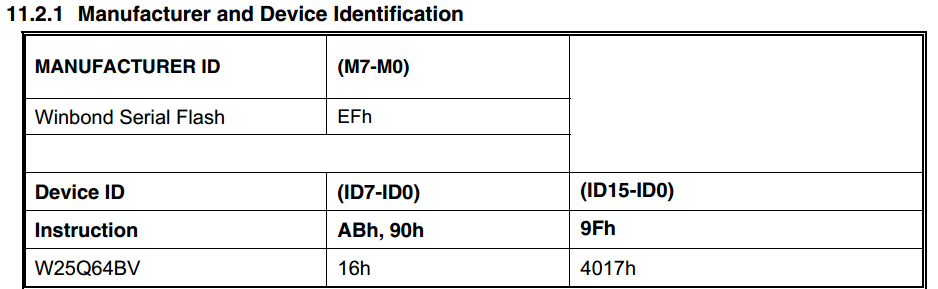 11.2.1 Manufacturer and Device Identification
MANUFACTURER ID (M7-M0)
Winbond Serial Flash EFh
Device ID (ID7-ID0) (ID15-ID0)
Instruction ABh, 90h 9Fh
W25Q64BV 16h 4017h